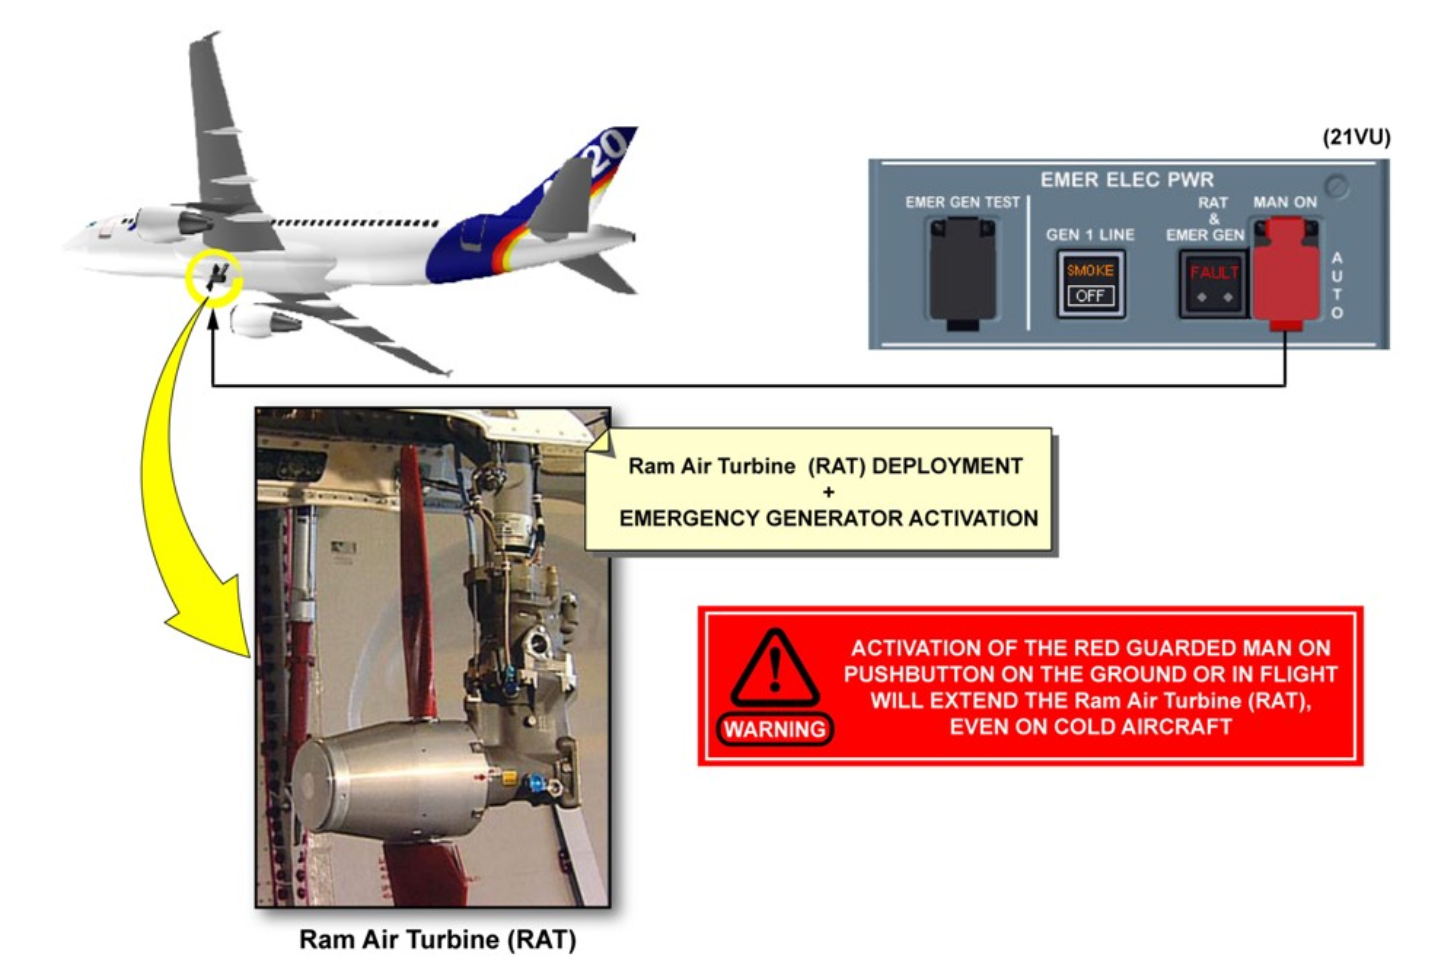 20
(21VU)
EMER ELEC PWR
EMER GEN TEST
GEN 1 LINE
SMOKE
OFF
RAT
&
EMER GEN
FAULT
MAN ON
A
U
T
O
Ram Air Turbine (RAT) DEPLOYMENT
+
EMERGENCY GENERATOR ACTIVATION
WARNING
ACTIVATION OF THE RED GUARDED MAN ON
PUSHBUTTON ON THE GROUND OR IN FLIGHT
WILL EXTEND THE Ram Air Turbine (RAT),
EVEN ON COLD AIRCRAFT
Ram Air Turbine (RAT)